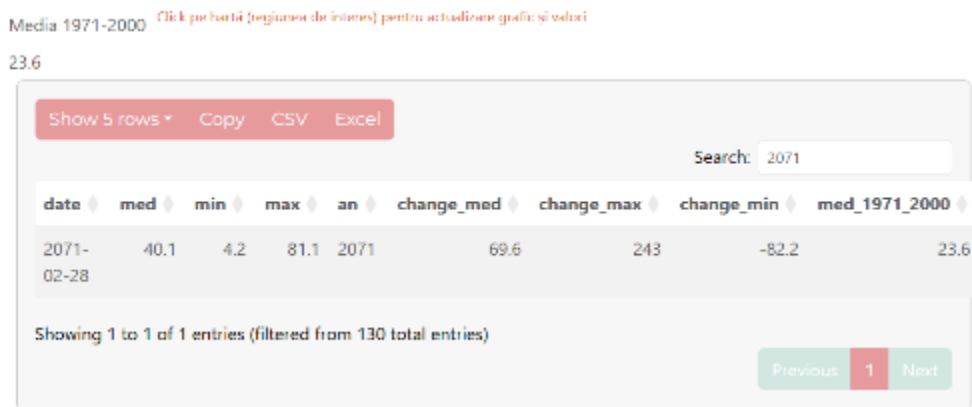 Media 1971-2000 Click pe hartă (regiunea de interes) pentru actualizare grafic și valori
23.6
Show 5 rows Copy CSV Excel
Search: 2071
date med min max an change_med change_max change_min med_1971_2000
2071- 40.1 4.2 81.1 2071 69.6 243 -82.2 23.6
02-28
Showing 1 to 1 of 1 entries (filtered from 130 total entries)
Previous 1 Next